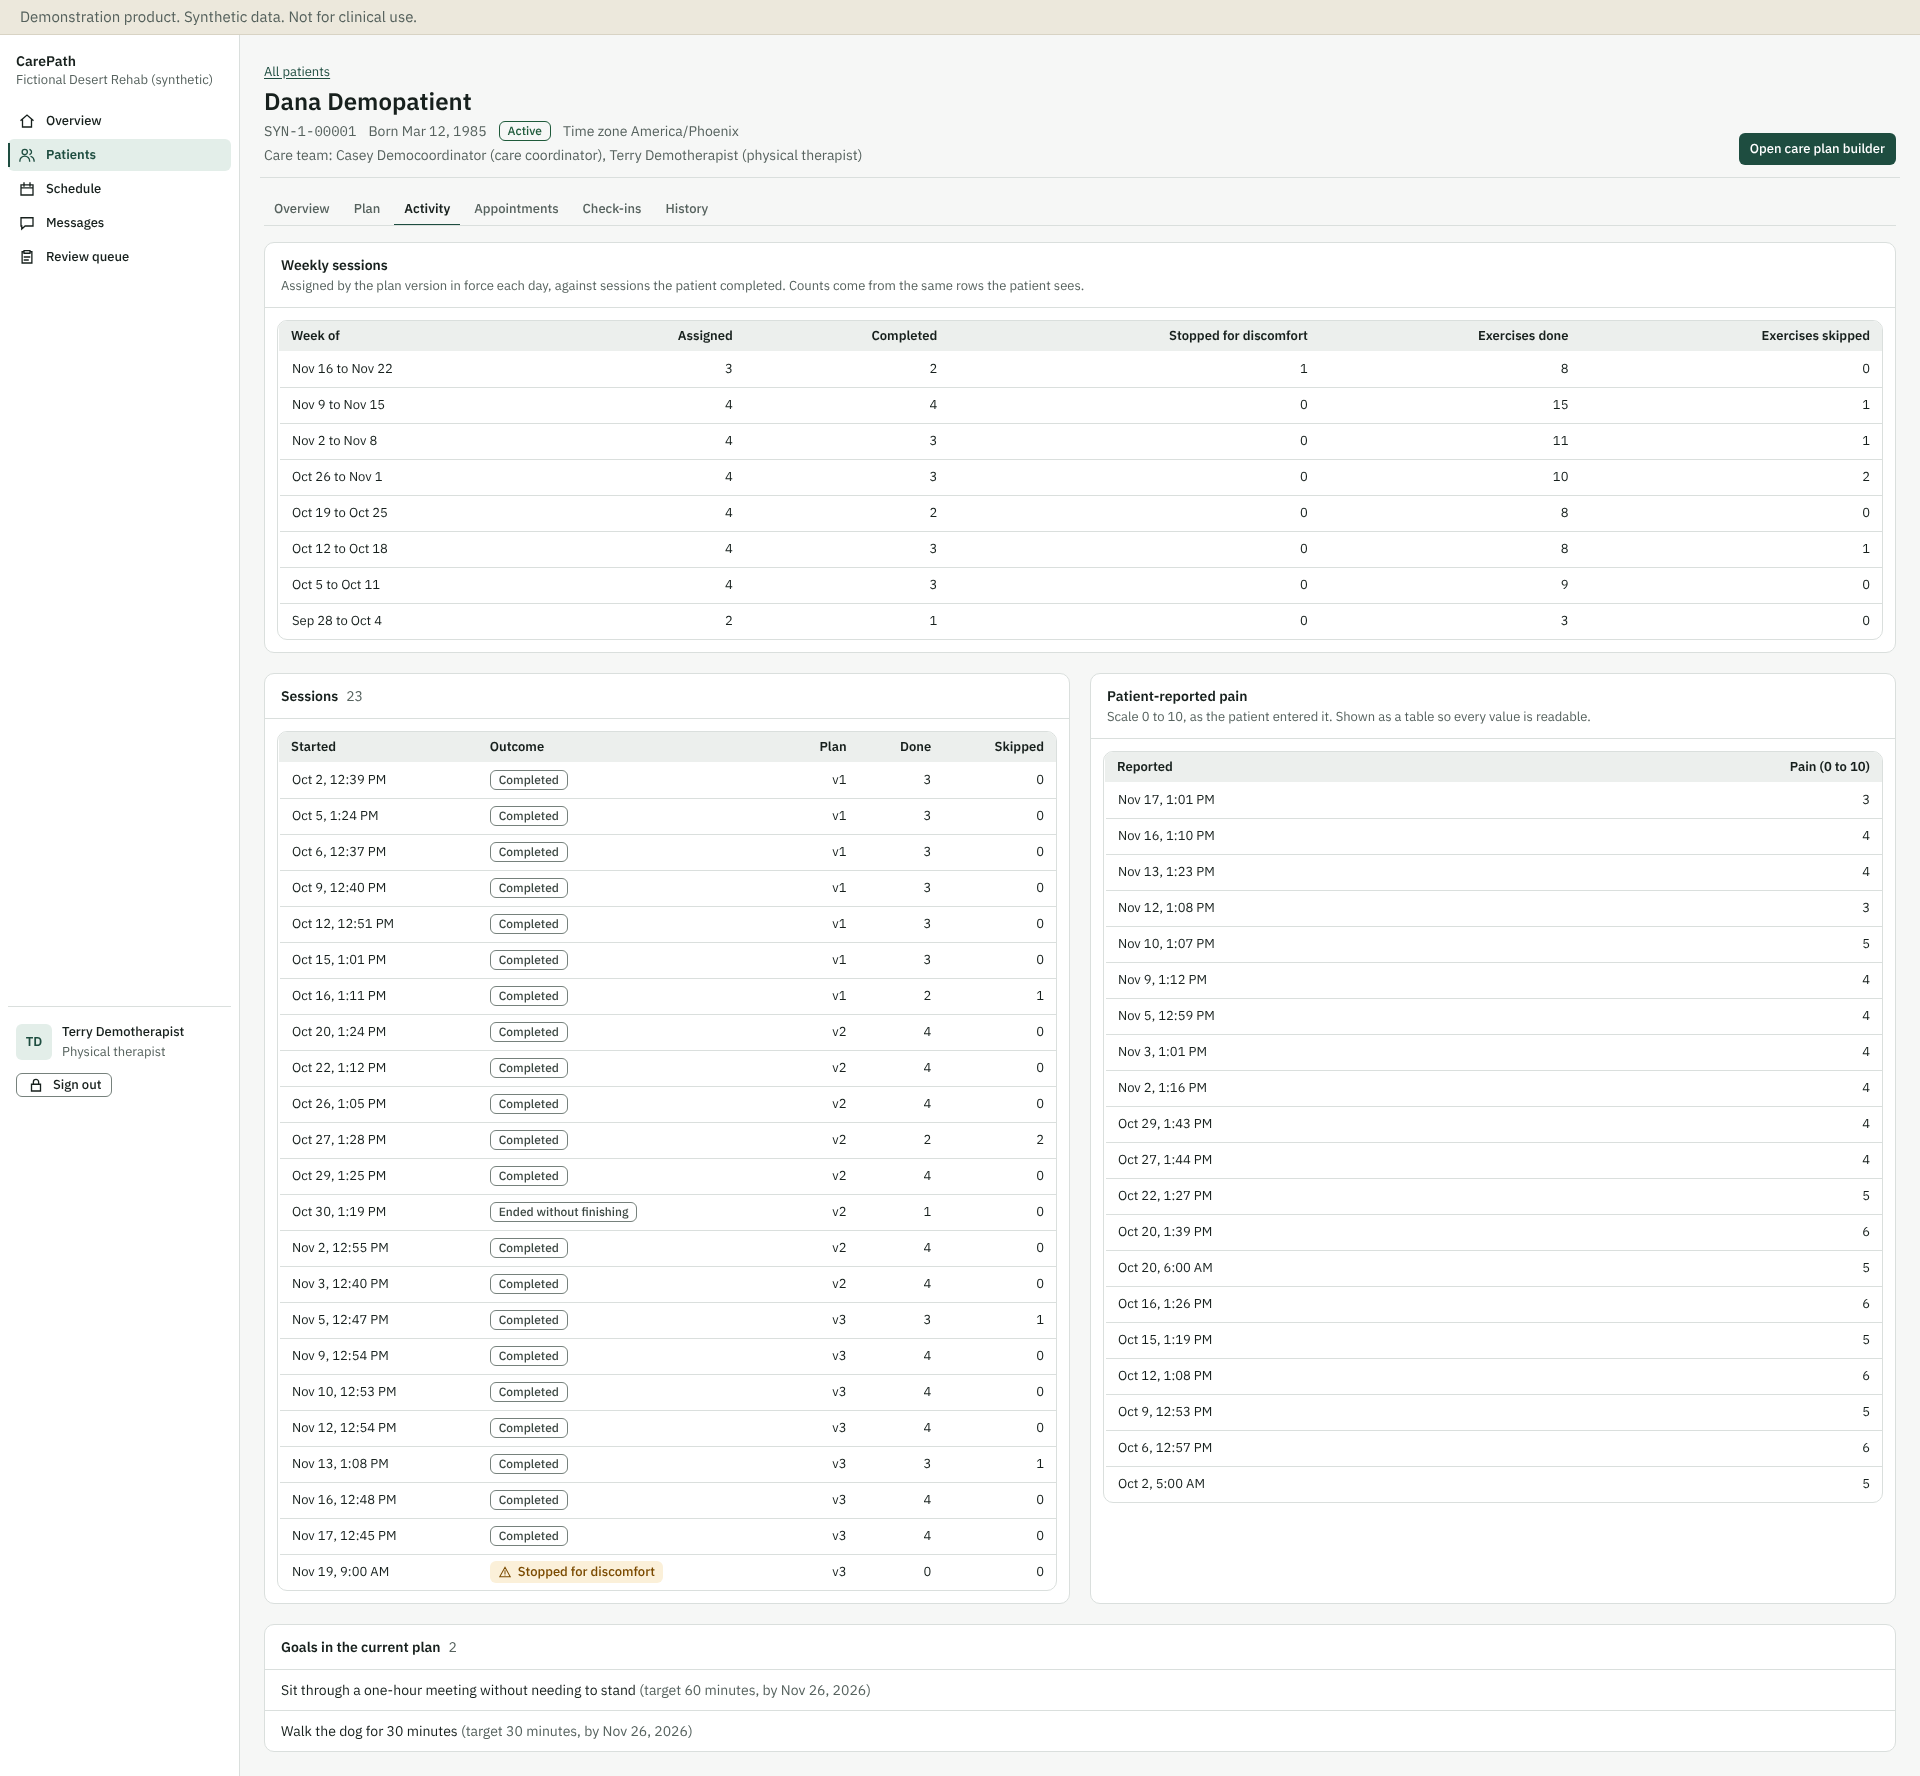 Demonstration product. Synthetic data. Not for clinical use.
CarePath
Fictional Desert Rehab (synthetic)
Overview
Patients
Schedule
Messages
Review queue
TD
Terry Demotherapist
Physical therapist
Sign out
All patients
Dana Demopatient
SYN-1-00001 Born Mar 12, 1985 Active Time zone America/Phoenix
Care team: Casey Democoordinator (care coordinator), Terry Demotherapist (physical therapist)
Open care plan builder
Overview Plan Activity Appointments Check-ins History
Weekly sessions
Assigned by the plan version in force each day, against sessions the patient completed. Counts come from the same rows the patient sees.
Week of Assigned Completed Stopped for discomfort Exercises done Exercises skipped
Nov 16 to Nov 22 3 2 1 8 0
Nov 9 to Nov 15 4 4 0 15 1
Nov 2 to Nov 8 4 3 0 11 1
Oct 26 to Nov 1 4 3 0 10 2
Oct 19 to Oct 25 4 2 0 8 0
Oct 12 to Oct 18 4 3 0 8 1
Oct 5 to Oct 11 4 3 0 9 0
Sep 28 to Oct 4 2 1 0 3 0
Sessions 23
Started Outcome Plan Done Skipped
Oct 2, 12:39 PM Completed v1 3 0
Oct 5, 1:24 PM Completed v1 3 0
Oct 6, 12:37 PM Completed v1 3 0
Oct 9, 12:40 PM Completed v1 3 0
Oct 12, 12:51 PM Completed v1 3 0
Oct 15, 1:01 PM Completed v1 3 0
Oct 16, 1:11 PM Completed v1 2 1
Oct 20, 1:24 PM Completed v2 4 0
Oct 22, 1:12 PM Completed v2 4 0
Oct 26, 1:05 PM Completed v2 4 0
Oct 27, 1:28 PM Completed v2 2 2
Oct 29, 1:25 PM Completed v2 4 0
Oct 30, 1:19 PM Ended without finishing v2 1 0
Nov 2, 12:55 PM Completed v2 4 0
Nov 3, 12:40 PM Completed v2 4 0
Nov 5, 12:47 PM Completed v3 3 1
Nov 9, 12:54 PM Completed v3 4 0
Nov 10, 12:53 PM Completed v3 4 0
Nov 12, 12:54 PM Completed v3 4 0
Nov 13, 1:08 PM Completed v3 3 1
Nov 16, 12:48 PM Completed v3 4 0
Nov 17, 12:45 PM Completed v3 4 0
Nov 19, 9:00 AM Stopped for discomfort v3 0 0
Patient-reported pain
Scale 0 to 10, as the patient entered it. Shown as a table so every value is readable.
Reported Pain (0 to 10)
Nov 17, 1:01 PM 3
Nov 16, 1:10 PM 4
Nov 13, 1:23 PM 4
Nov 12, 1:08 PM 3
Nov 10, 1:07 PM 5
Nov 9, 1:12 PM 4
Nov 5, 12:59 PM 4
Nov 3, 1:01 PM 4
Nov 2, 1:16 PM 4
Oct 29, 1:43 PM 4
Oct 27, 1:44 PM 4
Oct 22, 1:27 PM 5
Oct 20, 1:39 PM 6
Oct 20, 6:00 AM 5
Oct 16, 1:26 PM 6
Oct 15, 1:19 PM 5
Oct 12, 1:08 PM 6
Oct 9, 12:53 PM 5
Oct 6, 12:57 PM 6
Oct 2, 5:00 AM 5
Goals in the current plan 2
Sit through a one-hour meeting without needing to stand (target 60 minutes, by Nov 26, 2026)
Walk the dog for 30 minutes (target 30 minutes, by Nov 26, 2026)